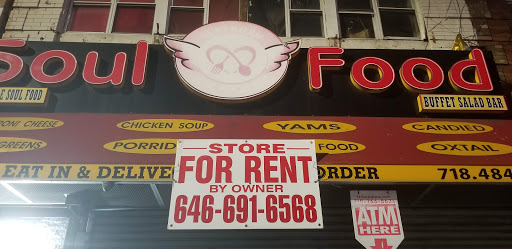 Soul Food
E SOUL FOOD
BUFFET SALAD BAR
CHEESE
CHICKEN SOUP
YAMS
CANDIED
GREENS
PORRID
FOOD
OXTAIL
EAT IN & DELIVE
ORDER
718.484
STORE
FOR RENT
BY OWNER
646-691-6568
ATM
HERE